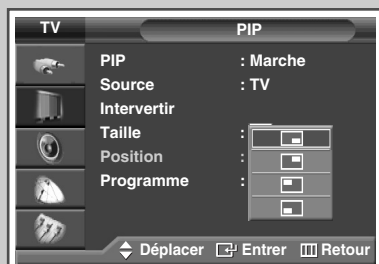 TV PIP
PIP : Marche
Source : TV
Intervertir
Taille :
Position :
Programme :
Déplacer Entrer Retour